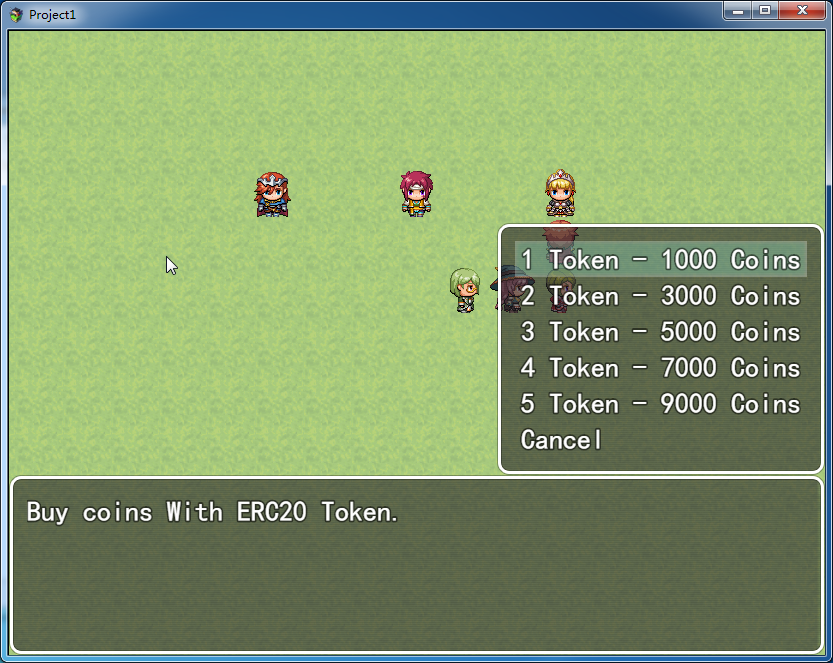 Project1
1 Token - 1000 Coins
2 Token - 3000 Coins
3 Token - 5000 Coins
4 Token - 7000 Coins
5 Token - 9000 Coins
Cancel
Buy coins With ERC20 Token.